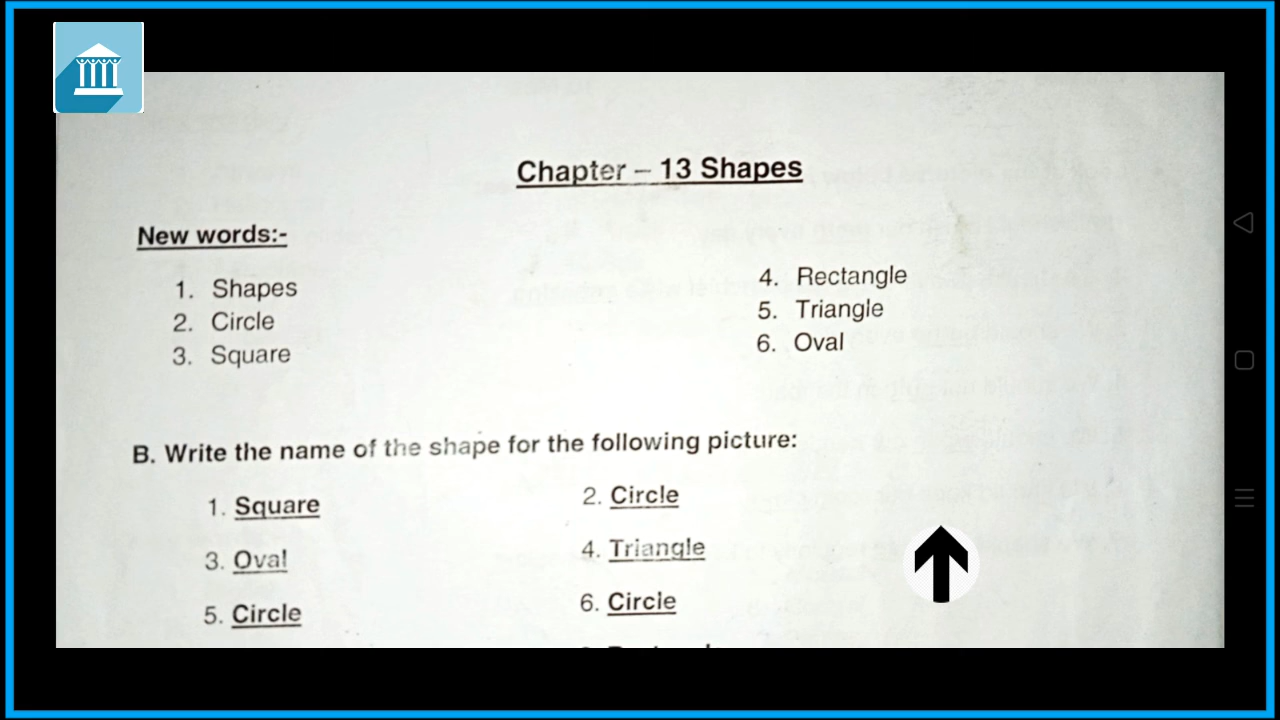 Chapter – 13 Shapes
New words:-
1. Shapes
2. Circle
3. Square
4. Rectangle
5. Triangle
6. Oval
B. Write the name of the shape for the following picture:
1. Square
2. Circle
3. Oval
4. Triangle
5. Circle
6. Circle